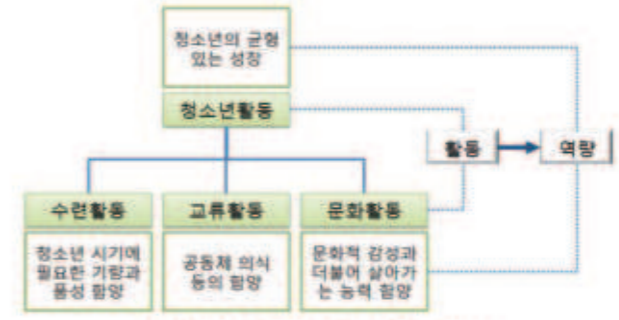 청소년의 균형
있는 성장
청소년활동
활동
역량
수련활동
교류활동
문화활동
청소년 시기에
필요한 기량과
품성 함양
공동체 의식
등의 함양
문화적 감성과
더불어 살아가
는 능력 함양